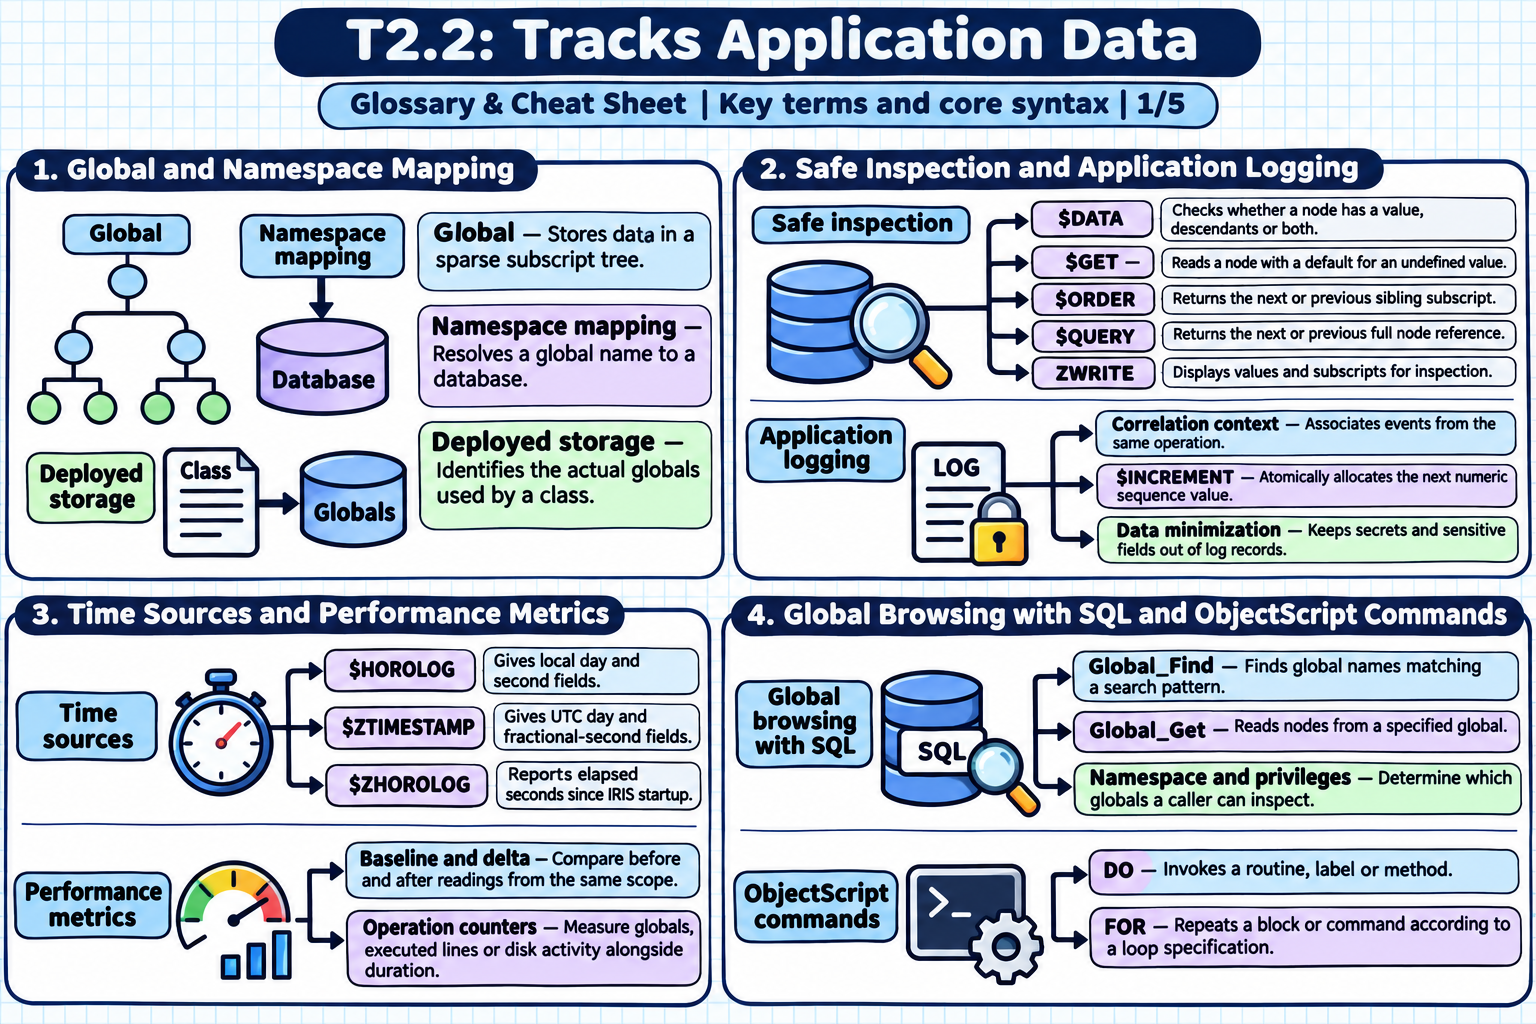 T2.2: Tracks Application Data
Glossary & Cheat Sheet | Key terms and core syntax | 1/5
1. Global and Namespace Mapping
Global
Namespace
mapping
Database
Deployed
storage
Class
Globals
Global — Stores data in a
sparse subscript tree.
Namespace mapping —
Resolves a global name to a
database.
Deployed storage —
Identifies the actual globals
used by a class.
2. Safe Inspection and Application Logging
Safe inspection
$DATA
Checks whether a node has a value,
descendants or both.
$GET —
Reads a node with a default for an undefined value.
$ORDER
Returns the next or previous sibling subscript.
$QUERY
Returns the next or previous full node reference.
ZWRITE
Displays values and subscripts for inspection.
Application
logging
LOG
Correlation context — Associates events from the
same operation.
$INCREMENT — Atomically allocates the next numeric
sequence value.
Data minimization — Keeps secrets and sensitive
fields out of log records.
3. Time Sources and Performance Metrics
Time
sources
$HOROLOG
Gives local day and
second fields.
$ZTIMESTAMP
Gives UTC day and
fractional-second fields.
$ZHOROLOG
Reports elapsed
seconds since IRIS startup.
Performance
metrics
Baseline and delta — Compare before
and after readings from the same scope.
Operation counters — Measure globals,
executed lines or disk activity alongside
duration.
4. Global Browsing with SQL and ObjectScript Commands
Global
browsing
with SQL
SQL
Global_Find — Finds global names matching
a search pattern.
Global_Get — Reads nodes from a specified global.
Namespace and privileges — Determine which
globals a caller can inspect.
ObjectScript
commands
>_
DO — Invokes a routine, label or method.
FOR — Repeats a block or command according to
a loop specification.